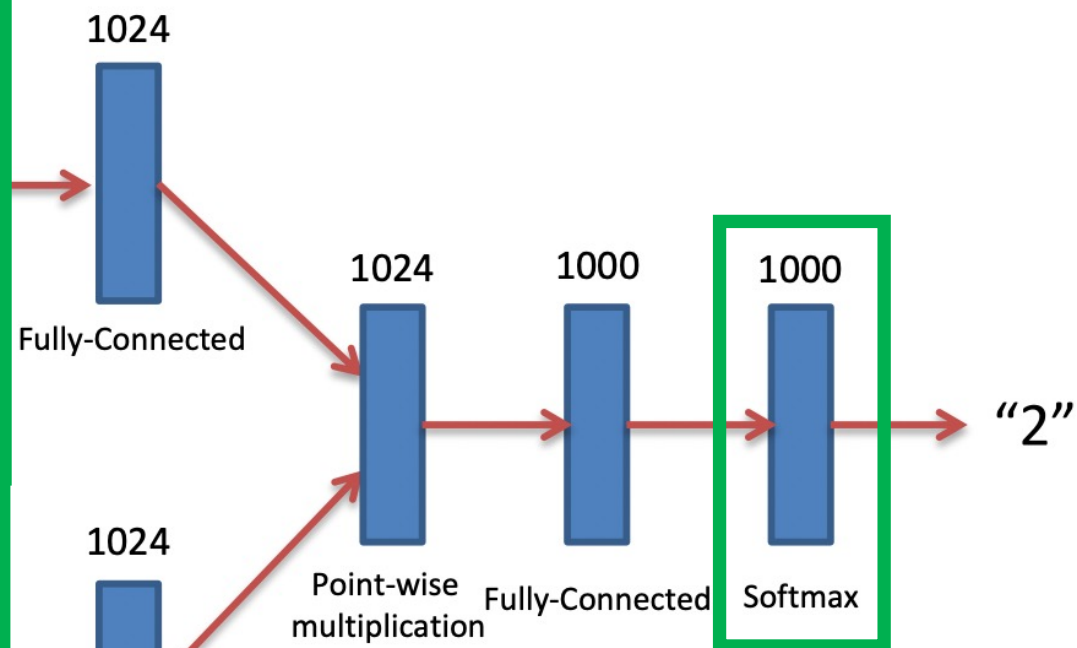 1024
Fully-Connected
1024
1000
1000
“2”
1024
Point-wise
multiplication
Fully-Connected
Softmax